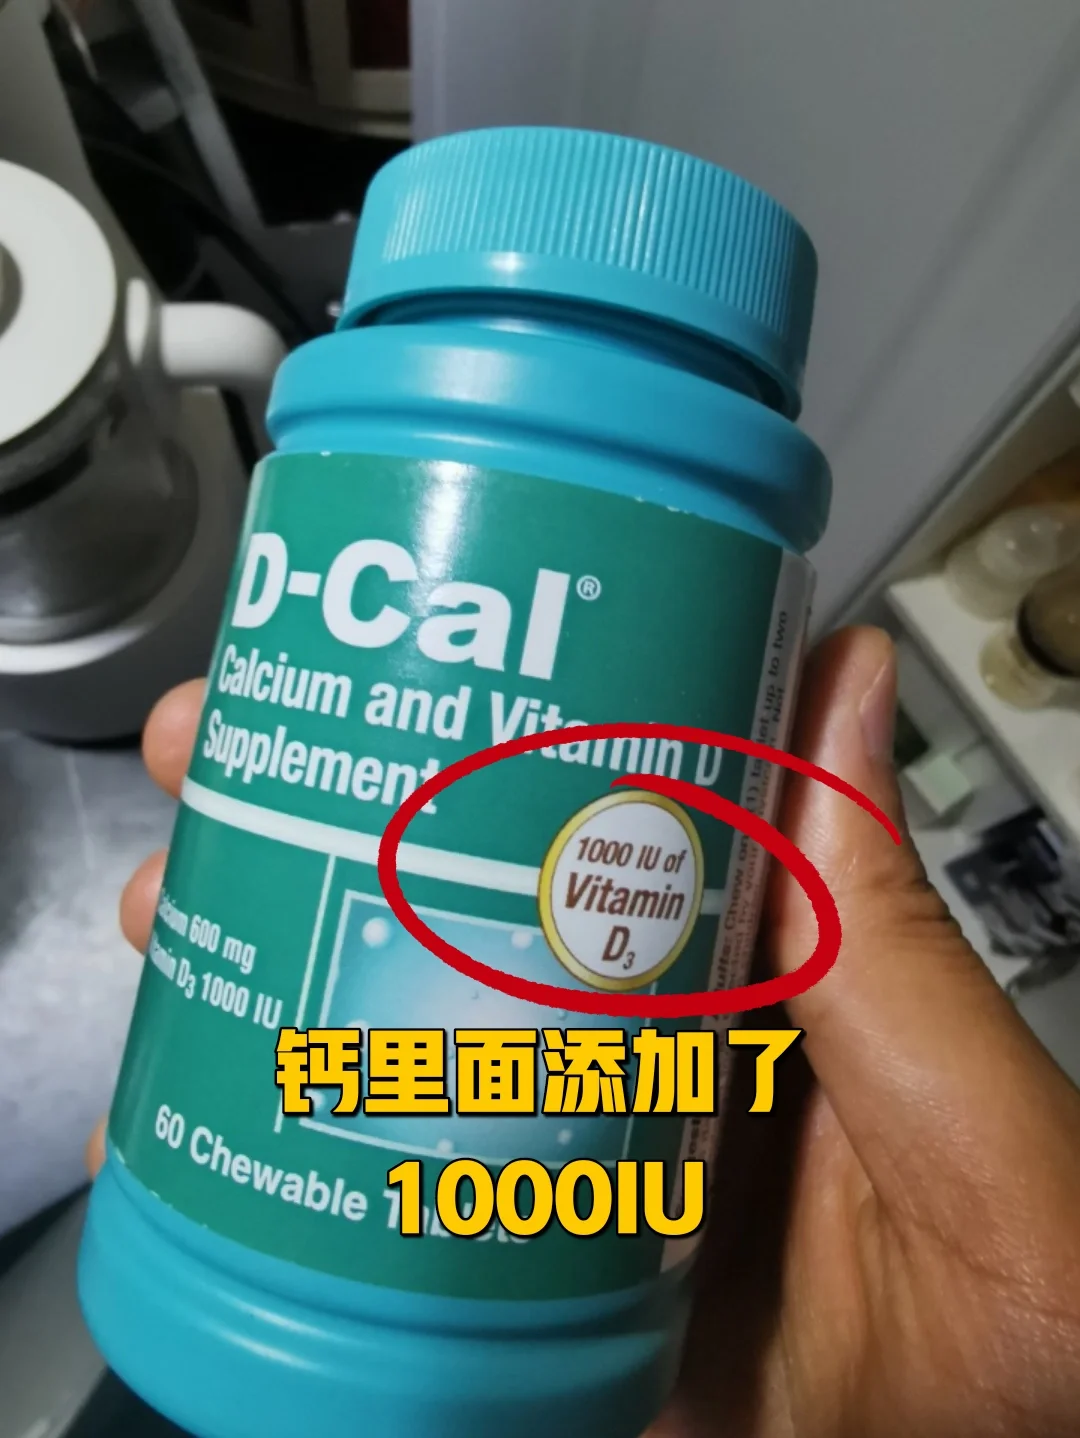 D-Cal®
Calcium and Vitamin D
Supplement
1000 IU of
Vitamin
D3
Calcium 600 mg
Vitamin D3 1000 IU
60 Chewable Tablets
钙里面添加了
1000IU